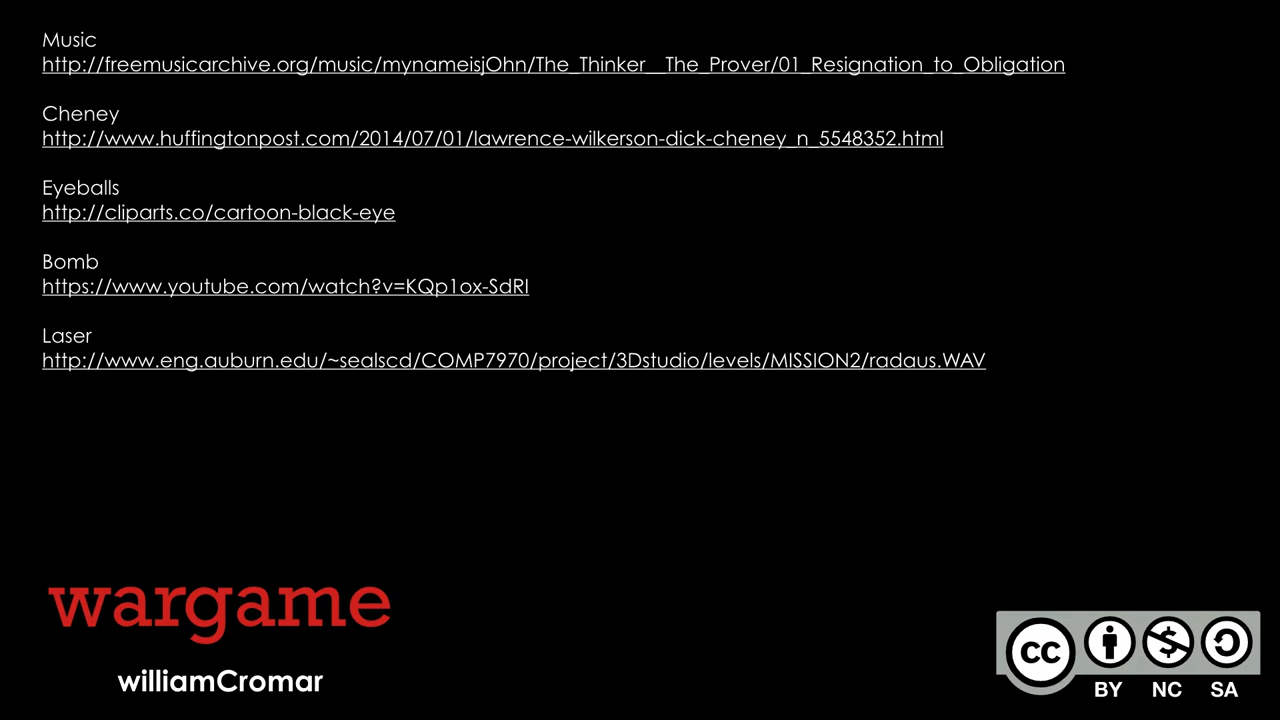 Music
http://freemusicarchive.org/music/mynameisjOhn/The_Thinker__The_Prover/01_Resignation_to_Obligation
Cheney
http://www.huffingtonpost.com/2014/07/01/lawrence-wilkerson-dick-cheney_n_5548352.html
Eyeballs
http://cliparts.co/cartoon-black-eye
Bomb
https://www.youtube.com/watch?v=KQp1ox-SdRI
Laser
http://www.eng.auburn.edu/~sealscd/COMP7970/project/3Dstudio/levels/MISSION2/radaus.WAV
wargame
williamCromar
cc
BY NC SA